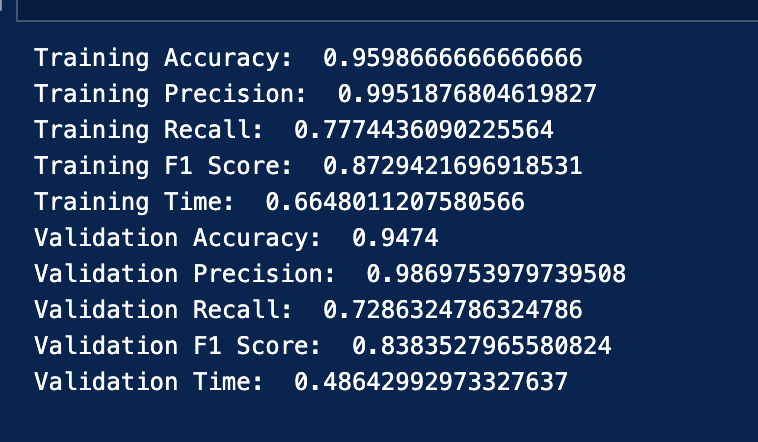 Training Accuracy:  0.9598666666666666
Training Precision:  0.9951876804619827
Training Recall:  0.7774436090225564
Training F1 Score:  0.8729421696918531
Training Time:  0.6648011207580566
Validation Accuracy:  0.9474
Validation Precision:  0.9869753979739508
Validation Recall:  0.7286324786324786
Validation F1 Score:  0.8383527965580824
Validation Time:  0.48642992973327637